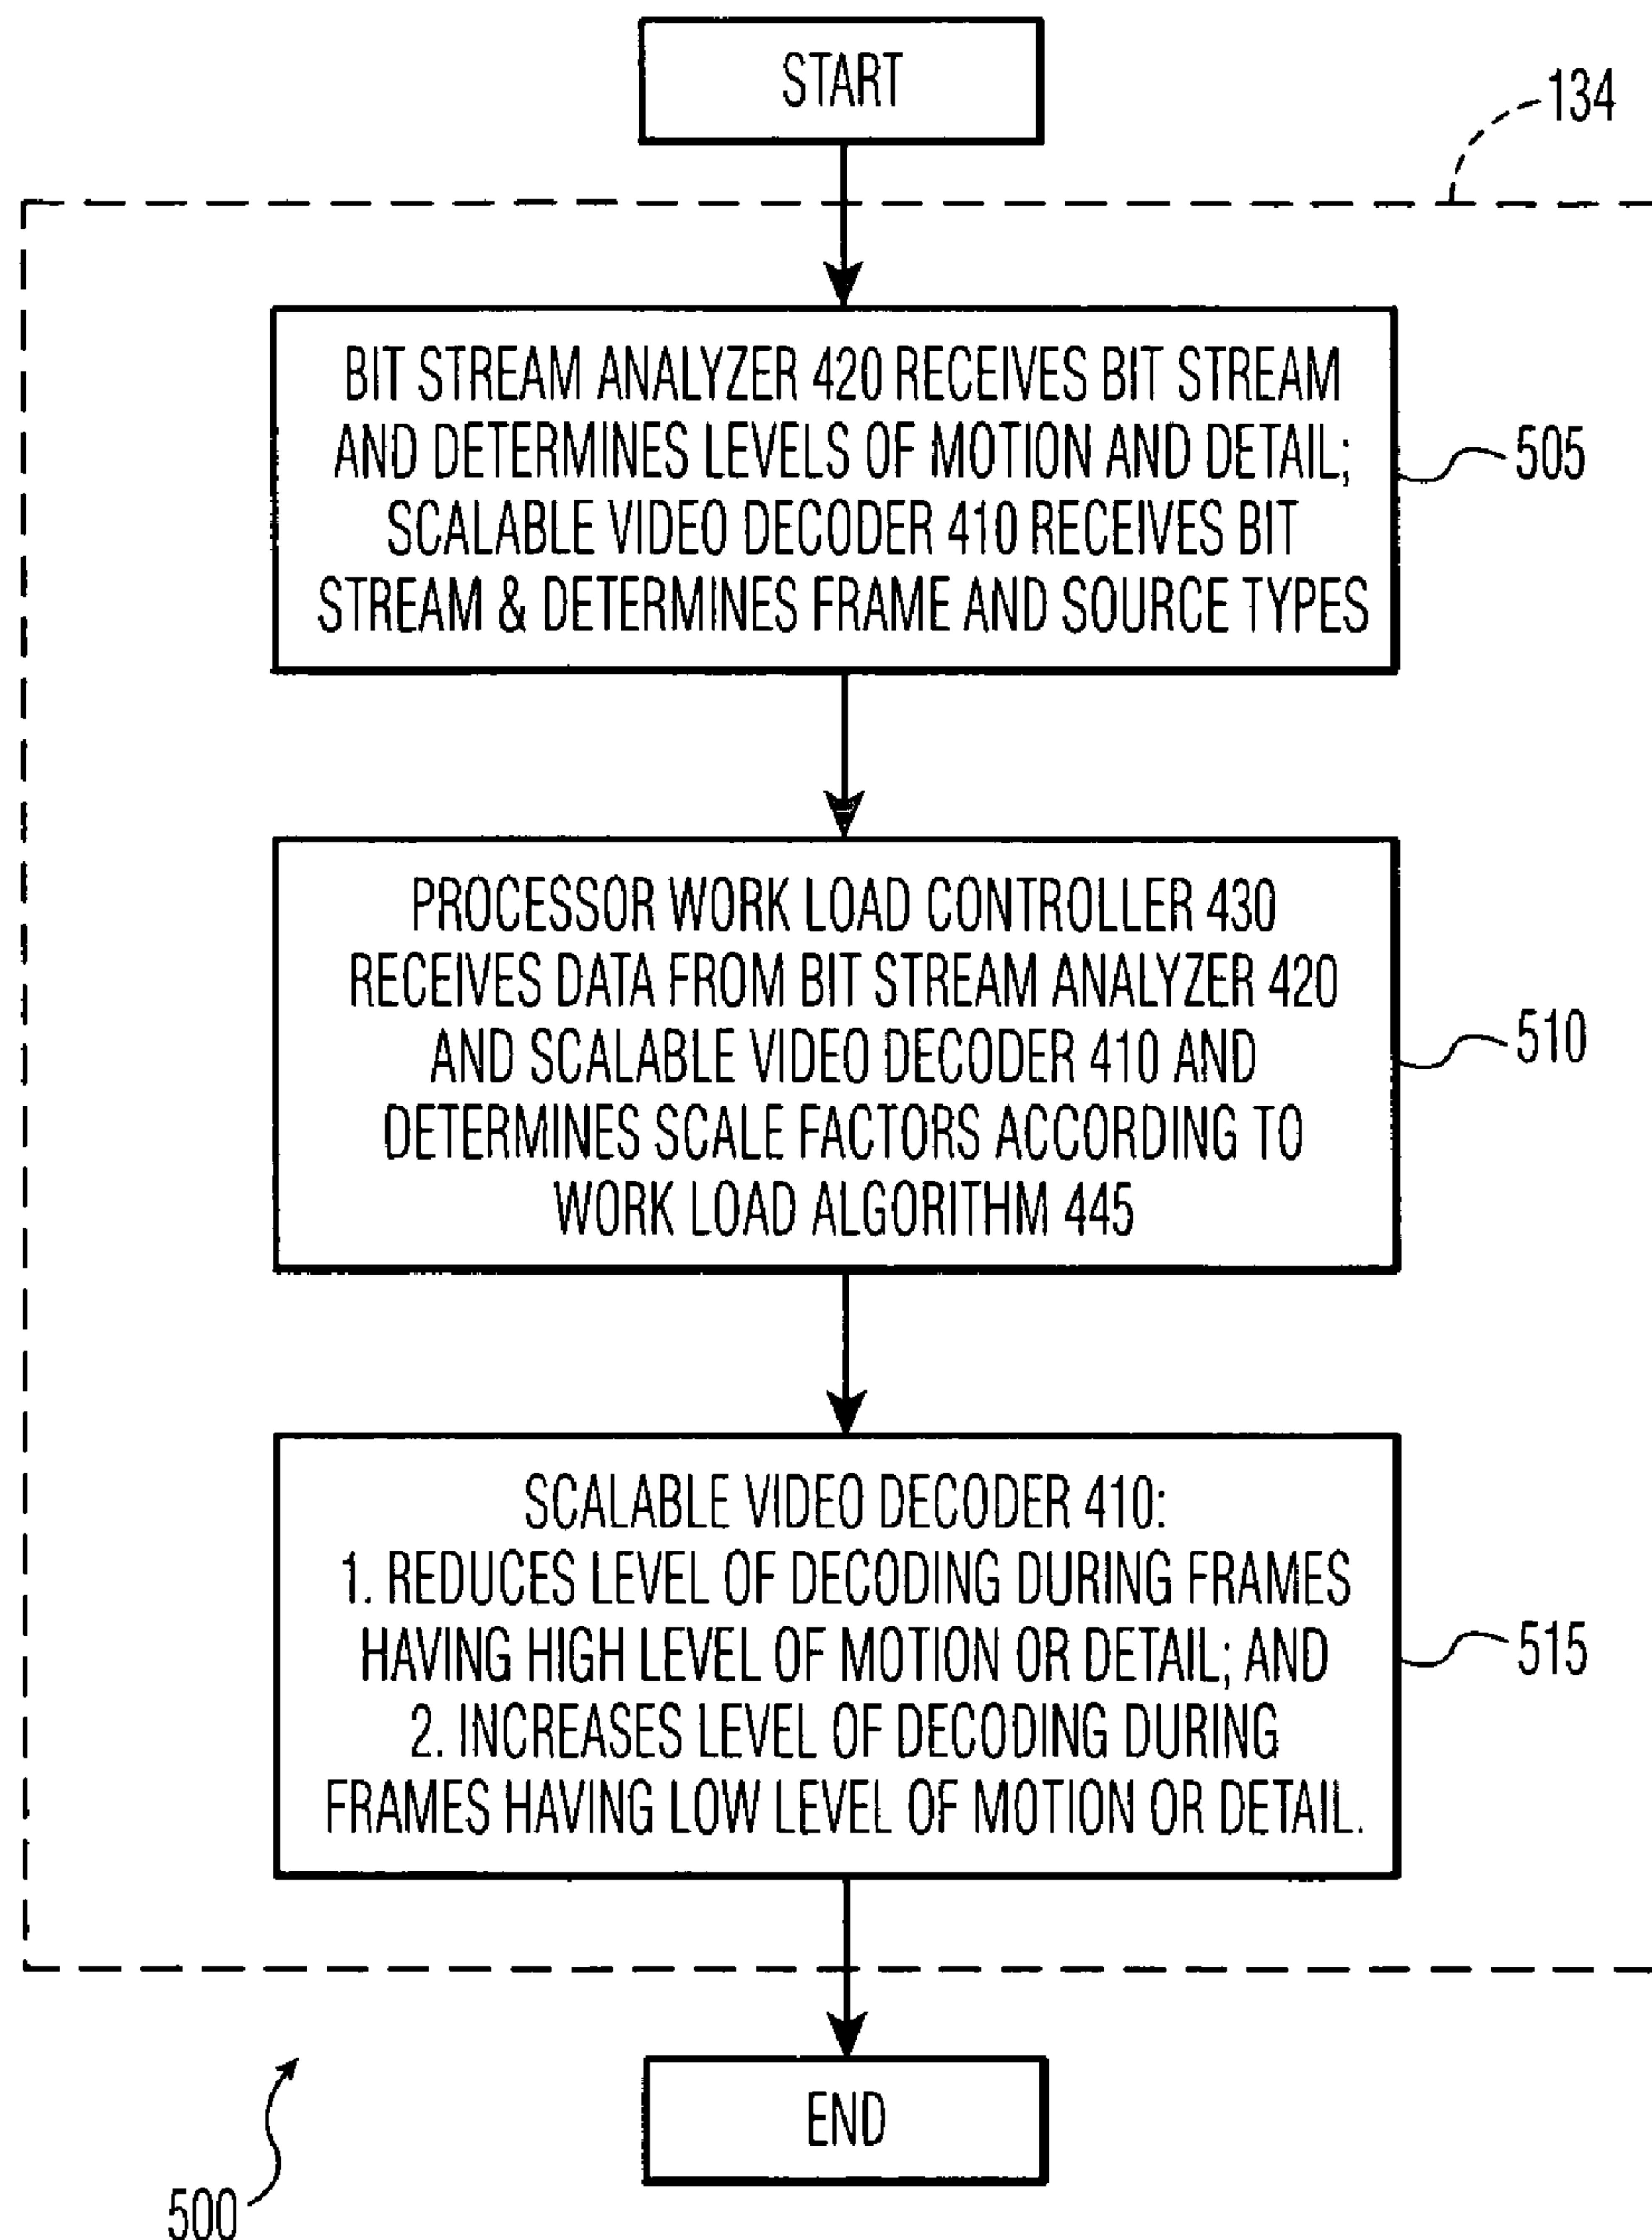 START
134
BIT STREAM ANALYZER 420 RECEIVES BIT STREAM
AND DETERMINES LEVELS OF MOTION AND DETAIL;
SCALABLE VIDEO DECODER 410 RECEIVES BIT
STREAM & DETERMINES FRAME AND SOURCE TYPES
505
PROCESSOR WORK LOAD CONTROLLER 430
RECEIVES DATA FROM BIT STREAM ANALYZER 420
AND SCALABLE VIDEO DECODER 410 AND
DETERMINES SCALE FACTORS ACCORDING TO
WORK LOAD ALGORITHM 445
510
SCALABLE VIDEO DECODER 410:
1. REDUCES LEVEL OF DECODING DURING FRAMES
HAVING HIGH LEVEL OF MOTION OR DETAIL; AND
2. INCREASES LEVEL OF DECODING DURING
FRAMES HAVING LOW LEVEL OF MOTION OR DETAIL.
515
END
500